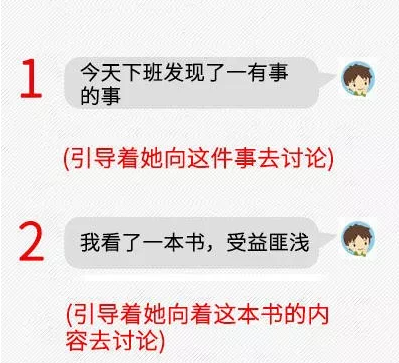 1
今天下班发现了一有事
的事
(引导着她向这件事去讨论)
2
我看了一本书，受益匪浅
(引导着她向着这本书的内
容去讨论)